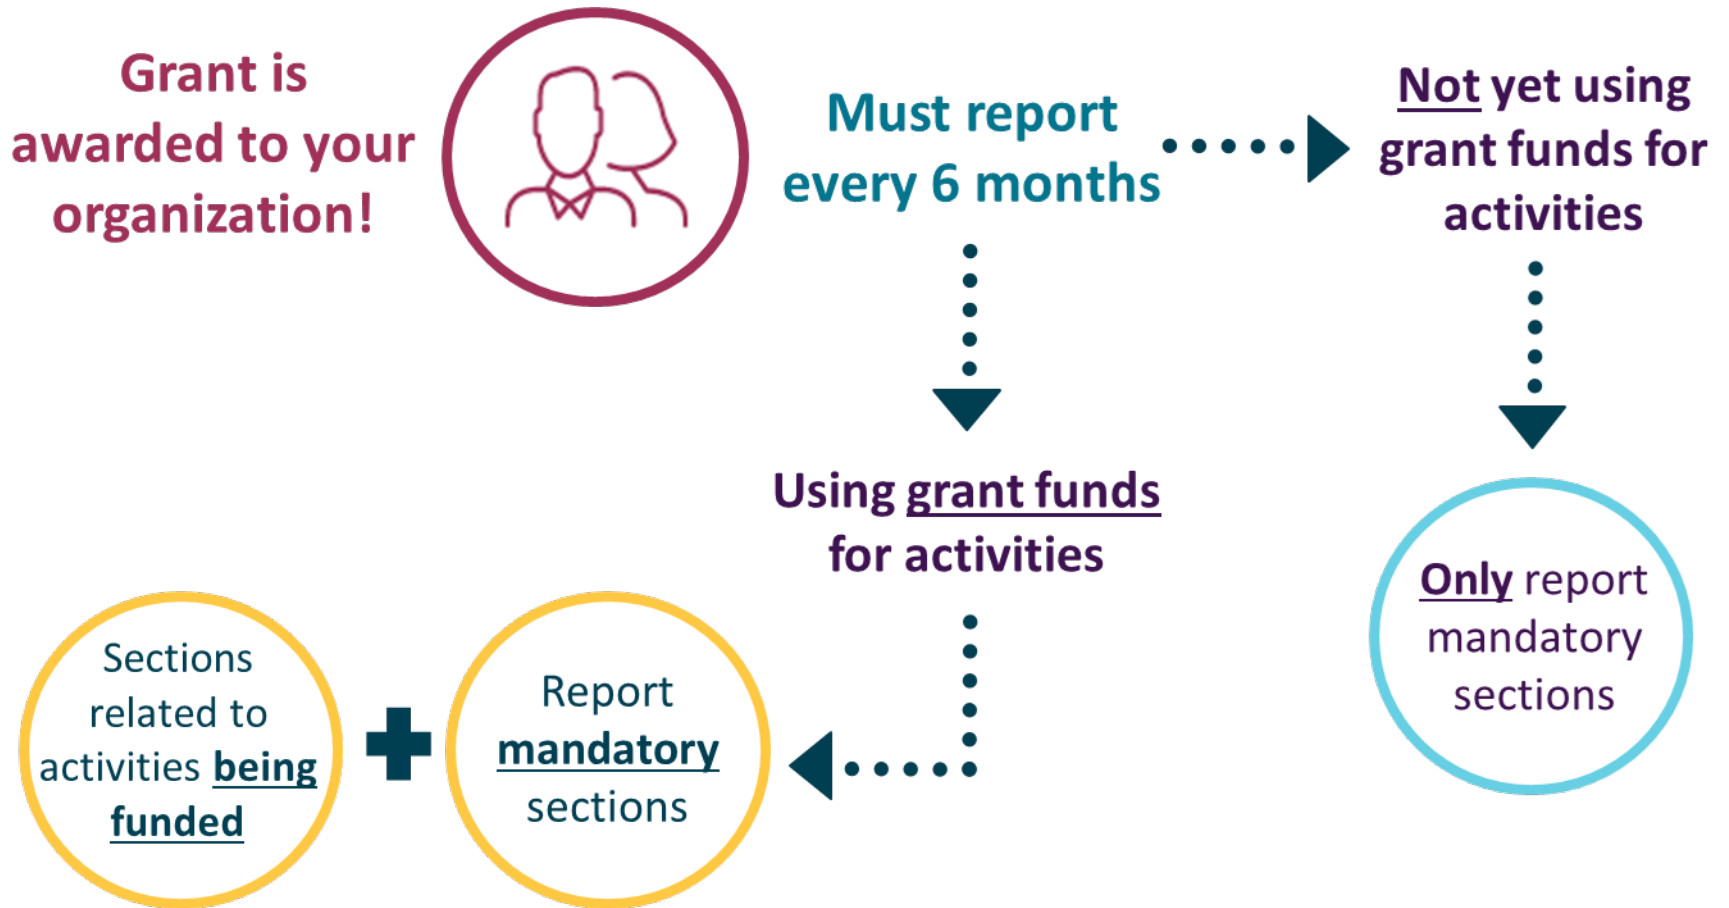 Grant is
awarded to your
organization!
Must report
every 6 months
Not yet using
grant funds for
activities
Using grant funds
for activities
Only report
mandatory
sections
Report
mandatory
sections
Sections
related to
activities being
funded